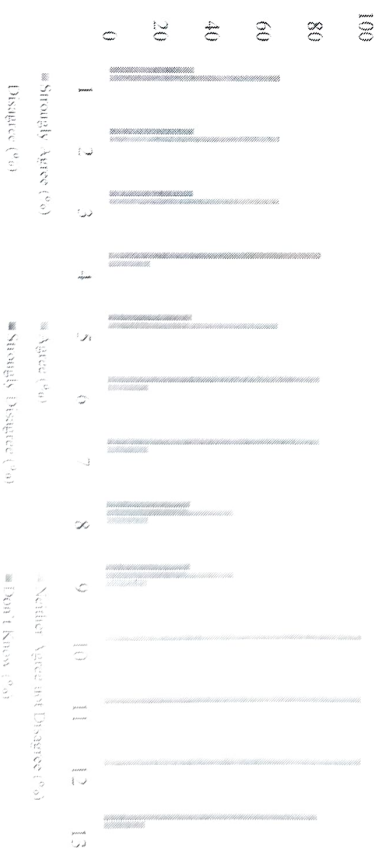 100
80
60
40
20
0
1 2 3 4 5 6 7 8 9 10 11 12 13
Strongly Agree (%) Agree (%) Neither Agree nor Disagree (%)
Disagree (%) Strongly Disagree (%) Don't Know (%)